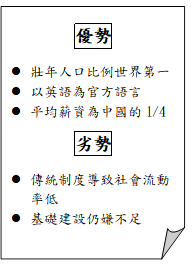 優勢
● 壯年人口比例世界第一
● 以英語為官方語言
● 平均薪資為中國的 1/4
劣勢
● 傳統制度導致社會流動
率低
● 基礎建設仍嫌不足